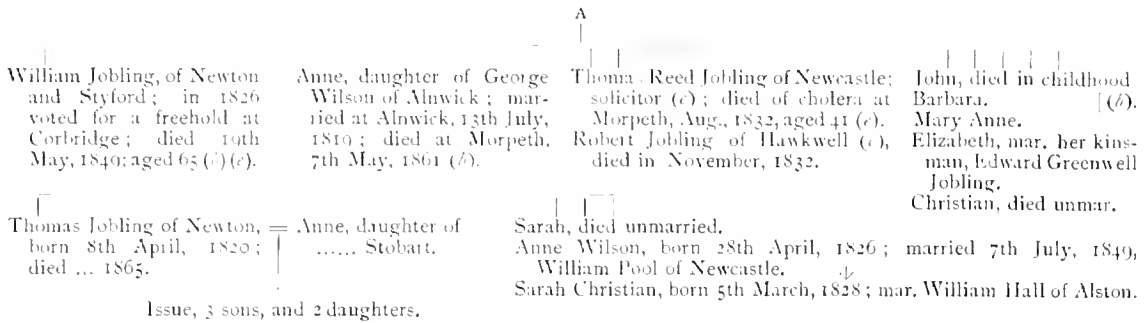 A
William Jobling, of Newton
and Styford; in 1826
voted for a freehold at
Corbridge; died 19th
May, 1849; aged 65 (b) (e).
Anne, daughter of George
Wilson of Alnwick; mar-
ried at Alnwick, 13th July,
1819; died at Morpeth,
7th May, 1861 (b).
Thomas Reed Jobling of Newcastle;
solicitor (c); died of cholera at
Morpeth, Aug., 1832, aged 41 (e).
Robert Jobling of Hawkwell (c),
died in November, 1832.
John, died in childhood
Barbara. [(b).
Mary Anne.
Elizabeth, mar. her kins-
man, Edward Greenwell
Jobling.
Christian, died unmar.
Thomas Jobling of Newton,
born 8th April, 1820;
died ... 1865.
= Anne, daughter of
...... Stobart.
Sarah, died unmarried.
Anne Wilson, born 28th April, 1826; married 7th July, 1849,
William Pool of Newcastle.
Sarah Christian, born 5th March, 1828; mar. William Hall of Alston.
Issue, 3 sons, and 2 daughters.